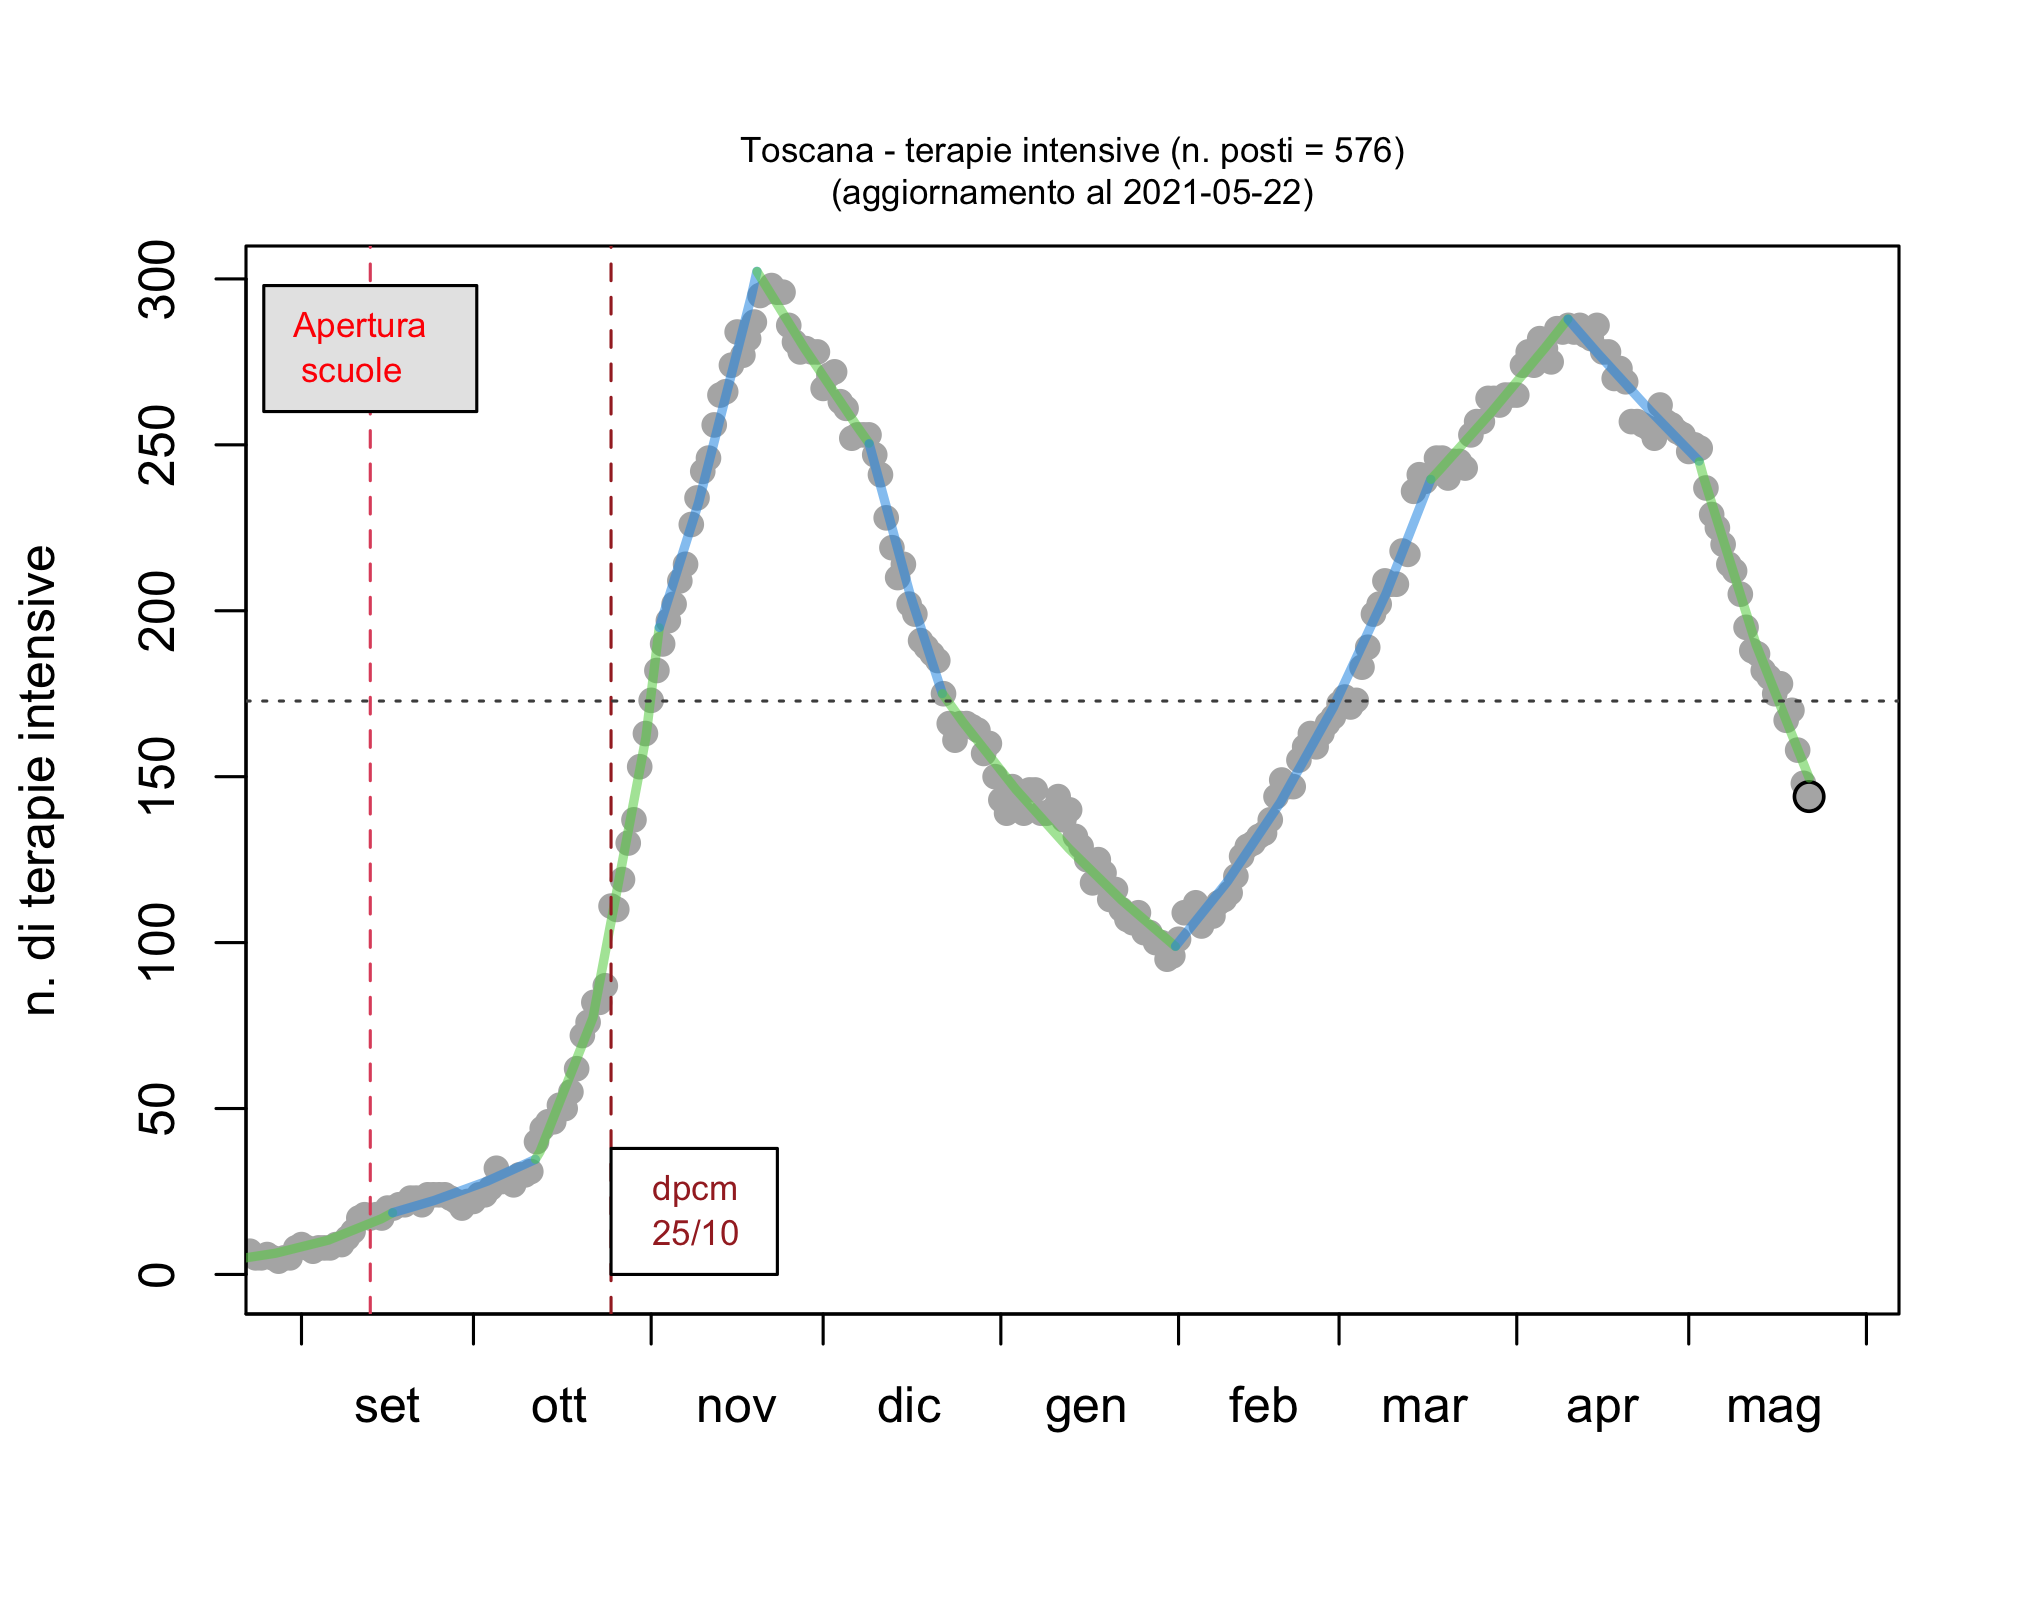 Toscana - terapie intensive (n. posti = 576)
(aggiornamento al 2021-05-22)
n. di terapie intensive
300
250
200
150
100
50
0
Apertura
scuole
dpcm
25/10
set ott nov dic gen feb mar apr mag